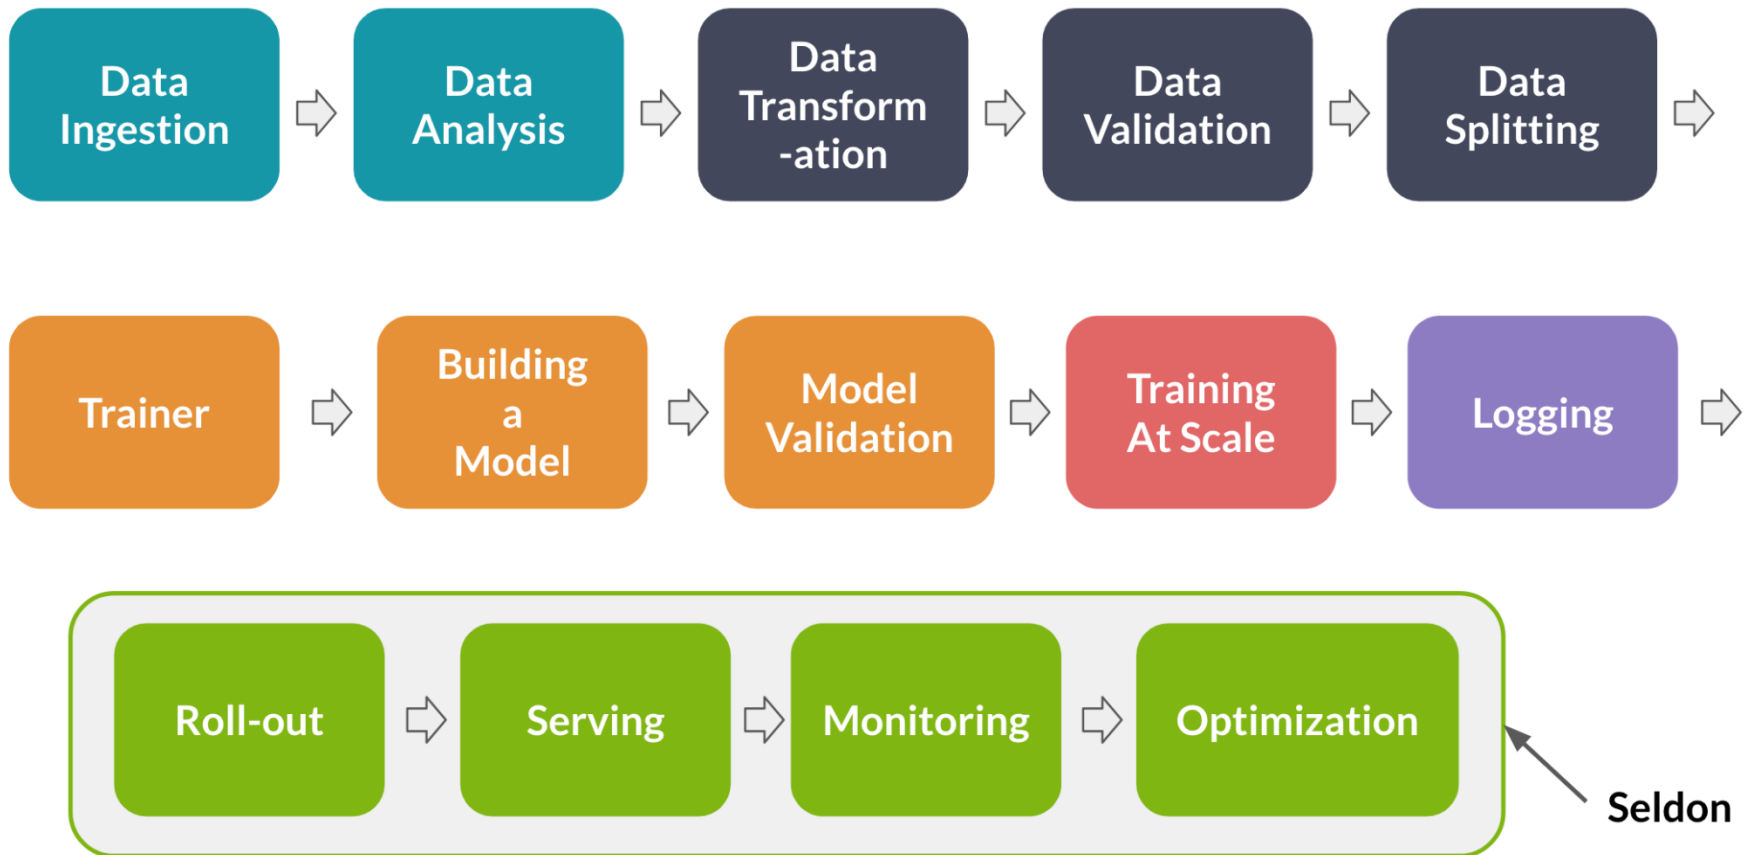 Data
Ingestion
Data
Analysis
Data
Transform
-ation
Data
Validation
Data
Splitting
Trainer
Building
a
Model
Model
Validation
Training
At Scale
Logging
Roll-out
Serving
Monitoring
Optimization
Seldon